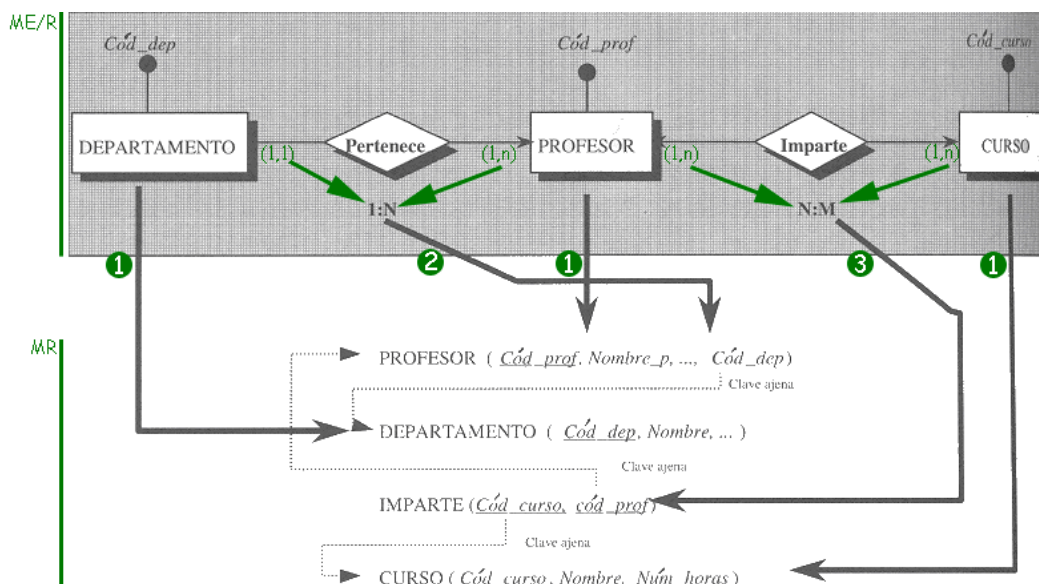 ME/R
Cód_dep
Cód_prof
Cód_curso
DEPARTAMENTO
(1,1)
Pertenece
(1,n)
PROFESOR
(1,n)
Imparte
(1,n)
CURSO
1:N
N:M
1
2
1
3
1
MR
PROFESOR ( Cód_prof, Nombre_p, ..., Cód_dep)
Clave ajena
DEPARTAMENTO ( Cód_dep, Nombre, ... )
Clave ajena
IMPARTE (Cód_curso, cód_prof)
Clave ajena
CURSO ( Cód_curso, Nombre, Núm_horas)